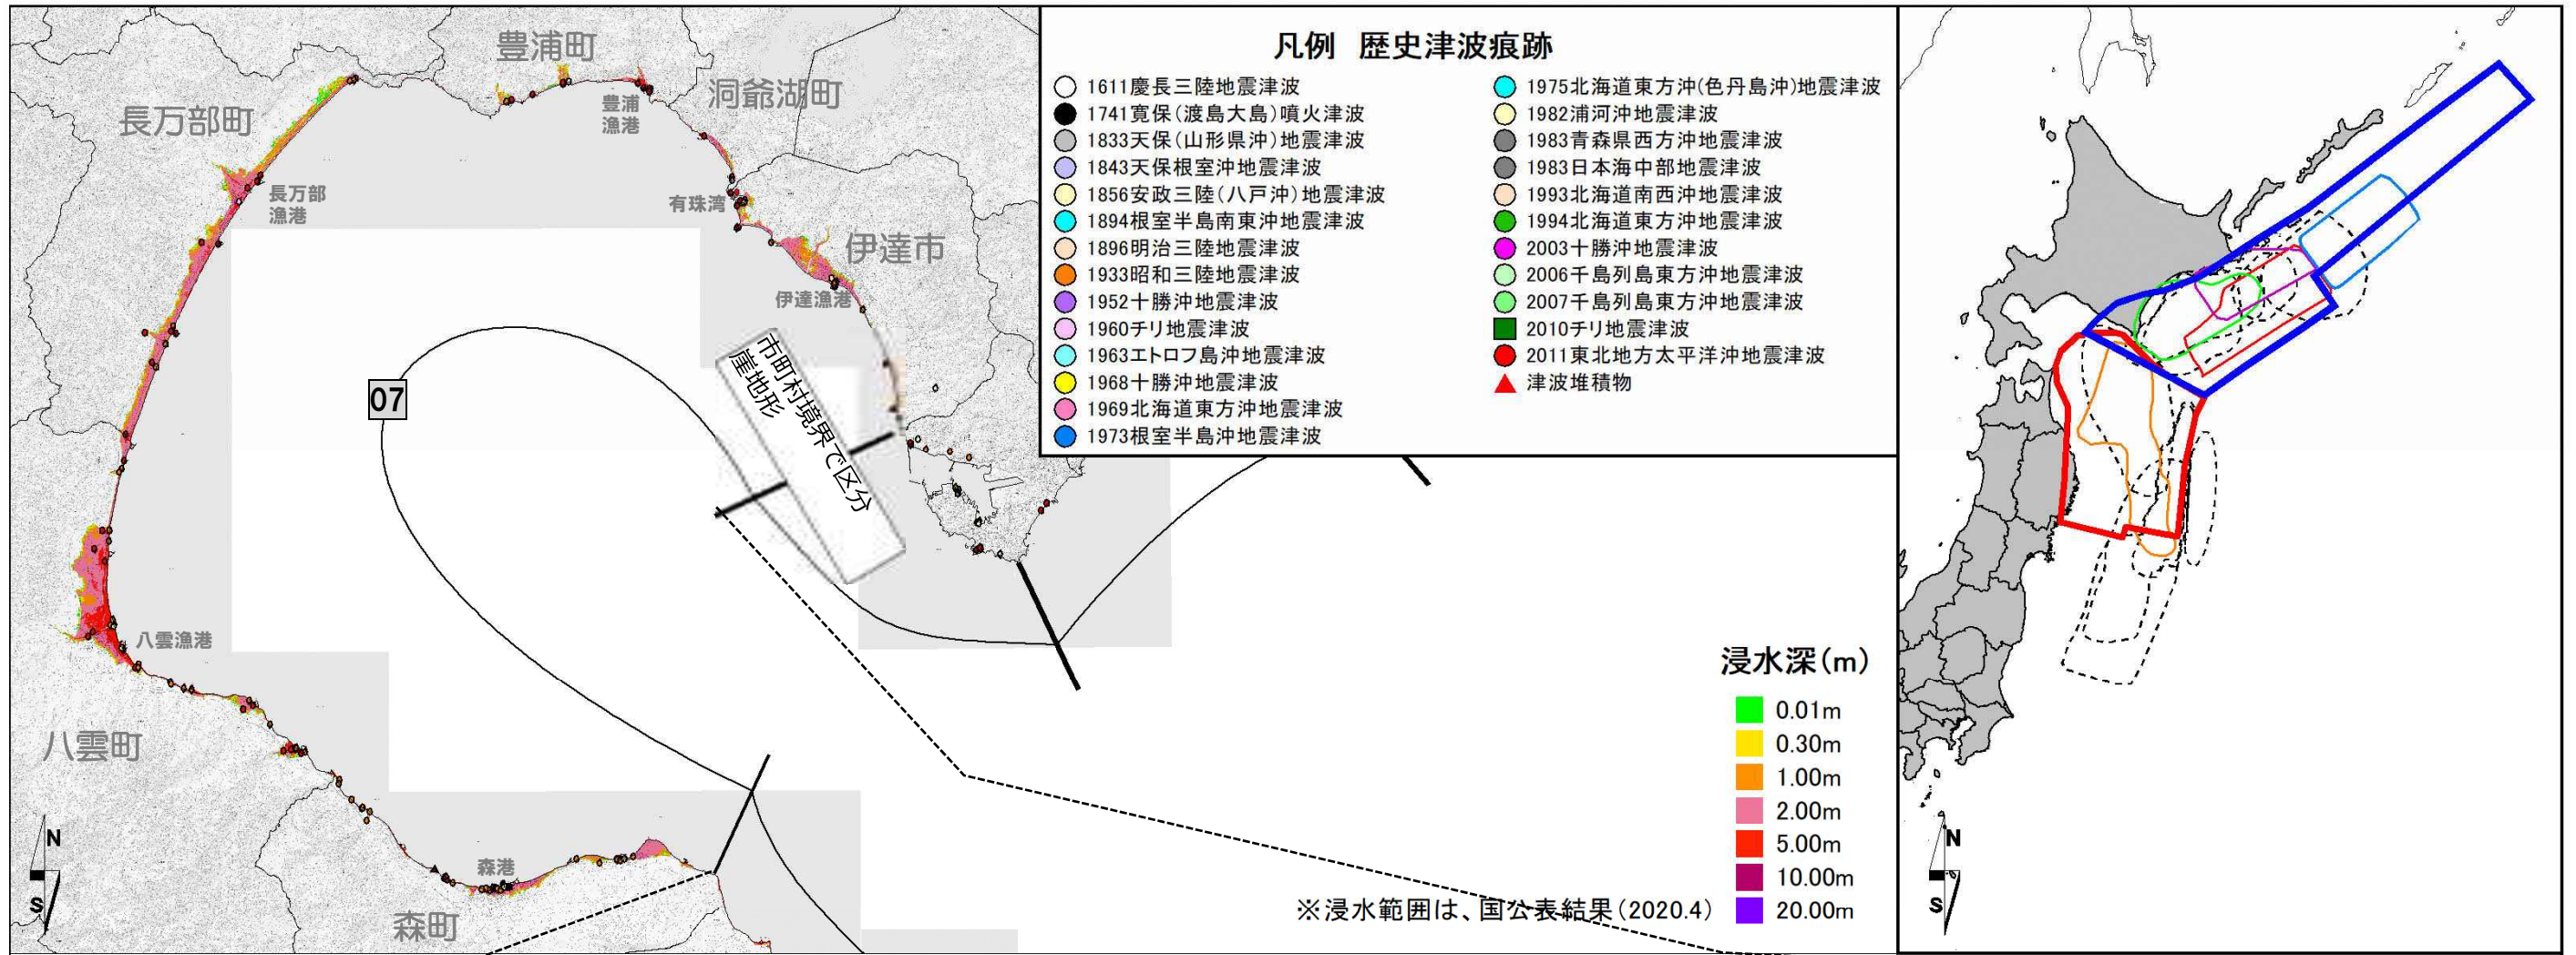 豊浦町
長万部町
洞爺湖町
豊浦
漁港
長万部
漁港
有珠湾
伊達市
伊達漁港
市町村境界で区分
崖地形
07
八雲漁港
八雲町
森港
森町
N
S
凡例 歴史津波痕跡
1611慶長三陸地震津波
1741寛保(渡島大島)噴火津波
1833天保(山形県沖)地震津波
1843天保根室沖地震津波
1856安政三陸(八戸沖)地震津波
1894根室半島南東沖地震津波
1896明治三陸地震津波
1933昭和三陸地震津波
1952十勝沖地震津波
1960チリ地震津波
1963エトロフ島沖地震津波
1968十勝沖地震津波
1969北海道東方沖地震津波
1973根室半島沖地震津波
1975北海道東方沖(色丹島沖)地震津波
1982浦河沖地震津波
1983青森県西方沖地震津波
1983日本海中部地震津波
1993北海道南西沖地震津波
1994北海道東方沖地震津波
2003十勝沖地震津波
2006千島列島東方沖地震津波
2007千島列島東方沖地震津波
2010チリ地震津波
2011東北地方太平洋沖地震津波
津波堆積物
浸水深(m)
0.01m
0.30m
1.00m
2.00m
5.00m
10.00m
20.00m
※浸水範囲は、国公表結果(2020.4)
N
S